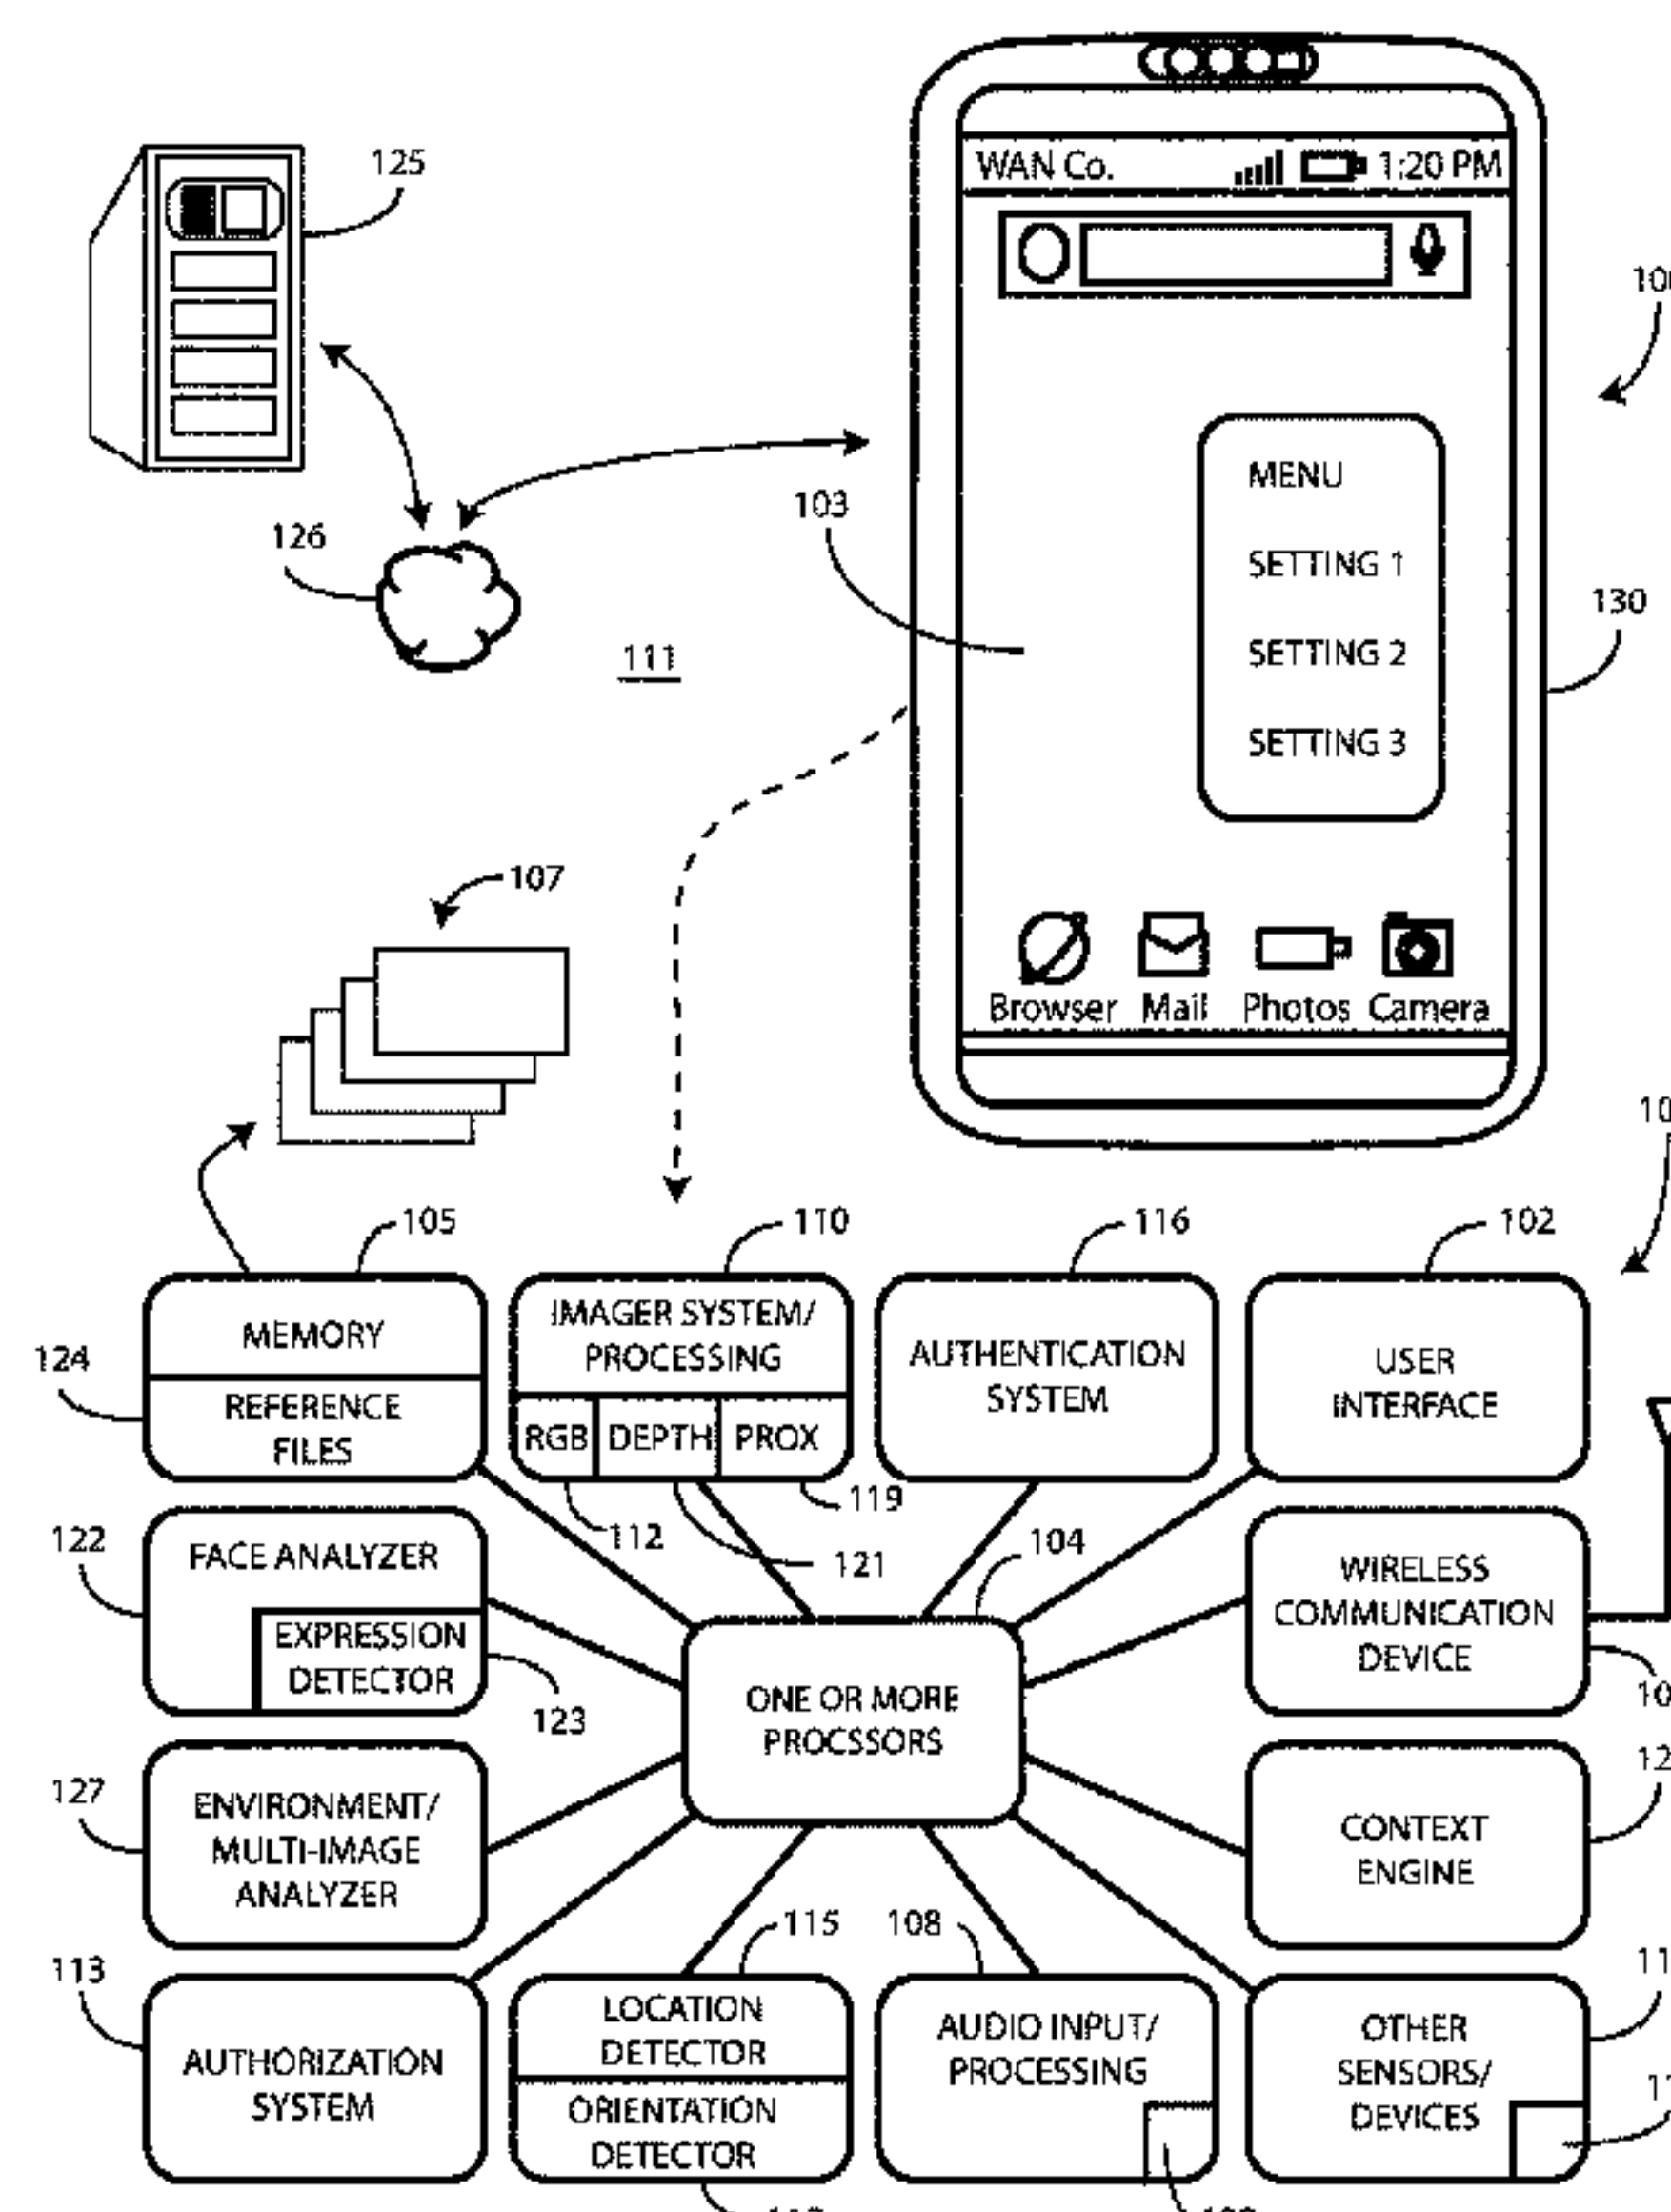 125
WAN Co.
1:20 PM
126
103
MENU
SETTING 1
SETTING 2
SETTING 3
130
111
107
Browser Mail Photos Camera
105
110
116
102
124
MEMORY
REFERENCE
FILES
IMAGER SYSTEM/
PROCESSING
RGB DEPTH PROX
AUTHENTICATION
SYSTEM
USER
INTERFACE
119
112
121
104
122
FACE ANALYZER
EXPRESSION
DETECTOR
123
WIRELESS
COMMUNICATION
DEVICE
ONE OR MORE
PROCSSORS
127
ENVIRONMENT/
MULTI-IMAGE
ANALYZER
CONTEXT
ENGINE
115
108
113
AUTHORIZATION
SYSTEM
LOCATION
DETECTOR
ORIENTATION
DETECTOR
AUDIO INPUT/
PROCESSING
OTHER
SENSORS/
DEVICES